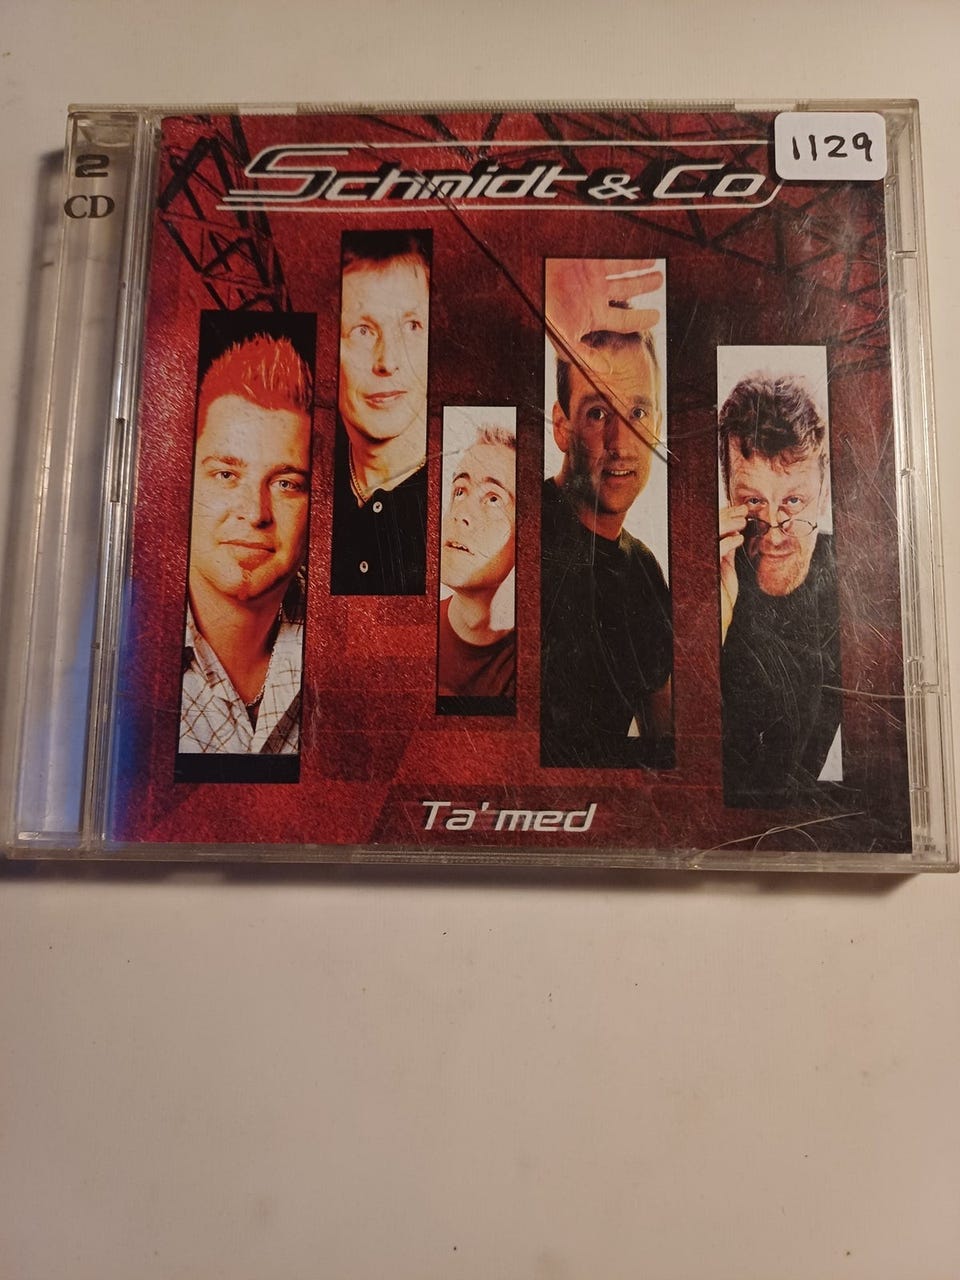 1129
2
CD
Schmidt & Co
Ta' med